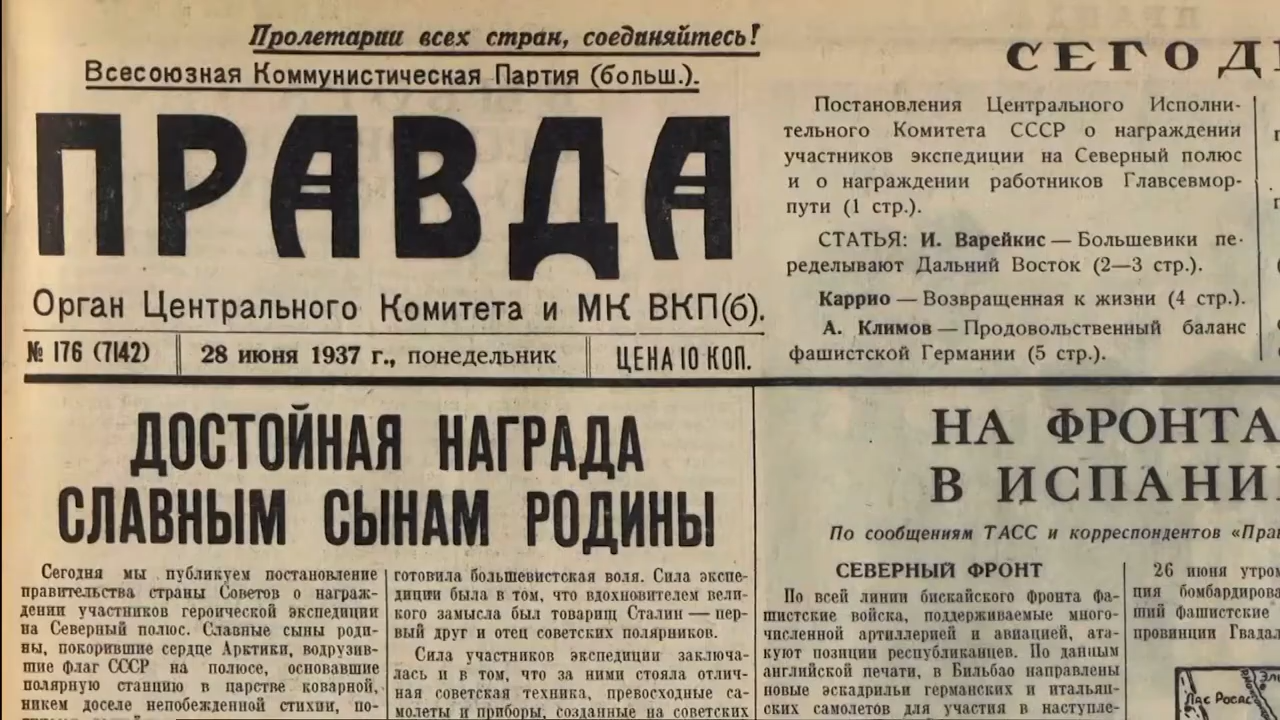 Пролетарии всех стран, соединяйтесь!
Всесоюзная Коммунистическая Партия (больш.).
ПРАВДА
Орган Центрального Комитета и МК ВКП(б).
№ 176 (7142)
28 июня 1937 г., понедельник
ЦЕНА 10 КОП.
Постановления Центрального Исполни-
тельного Комитета СССР о награждении
участников экспедиции на Северный полюс
и о награждении работников Главсевмор-
пути (1 стр.).
СТАТЬЯ: И. Варейкис — Большевики пе-
ределывают Дальний Восток (2—3 стр.).
Каррио — Возвращенная к жизни (4 стр.).
А. Климов — Продовольственный баланс
фашистской Германии (5 стр.).
ДОСТОЙНАЯ НАГРАДА
СЛАВНЫМ СЫНАМ РОДИНЫ
Сегодня мы публикуем постановление
правительства страны Советов о награж-
дении участников героической экспедиции
на Северный полюс. Славные сыны роди-
ны, покорившие сердце Арктики, водрузив-
шие флаг СССР на полюсе, основавшие
полярную станцию в царстве коварной,
никем доселе непобежденной стихии, по-
готовила большевистская воля. Сила экспе-
диции была в том, что вдохновителем вели-
кого замысла был товарищ Сталин — пер-
вый друг и отец советских полярников.
Сила участников экспедиции заключа-
лась и в том, что за ними стояла отлич-
ная советская техника, превосходные са-
молеты и приборы, созданные на советских
НА ФРОНТА
В ИСПАНИ
По сообщениям ТАСС и корреспондентов «Прав
СЕВЕРНЫЙ ФРОНТ
По всей линии бискайского фронта фа-
шистские войска, поддерживаемые много-
численной артиллерией и авиацией, ата-
куют позиции республиканцев. По данным
английской печати, в Бильбао направлены
новые эскадрильи германских и итальян-
ских самолетов для участия в наступле-
26 июня утром
ция бомбардирова
ший фашистские
провинции Гвадал
Лас Росас